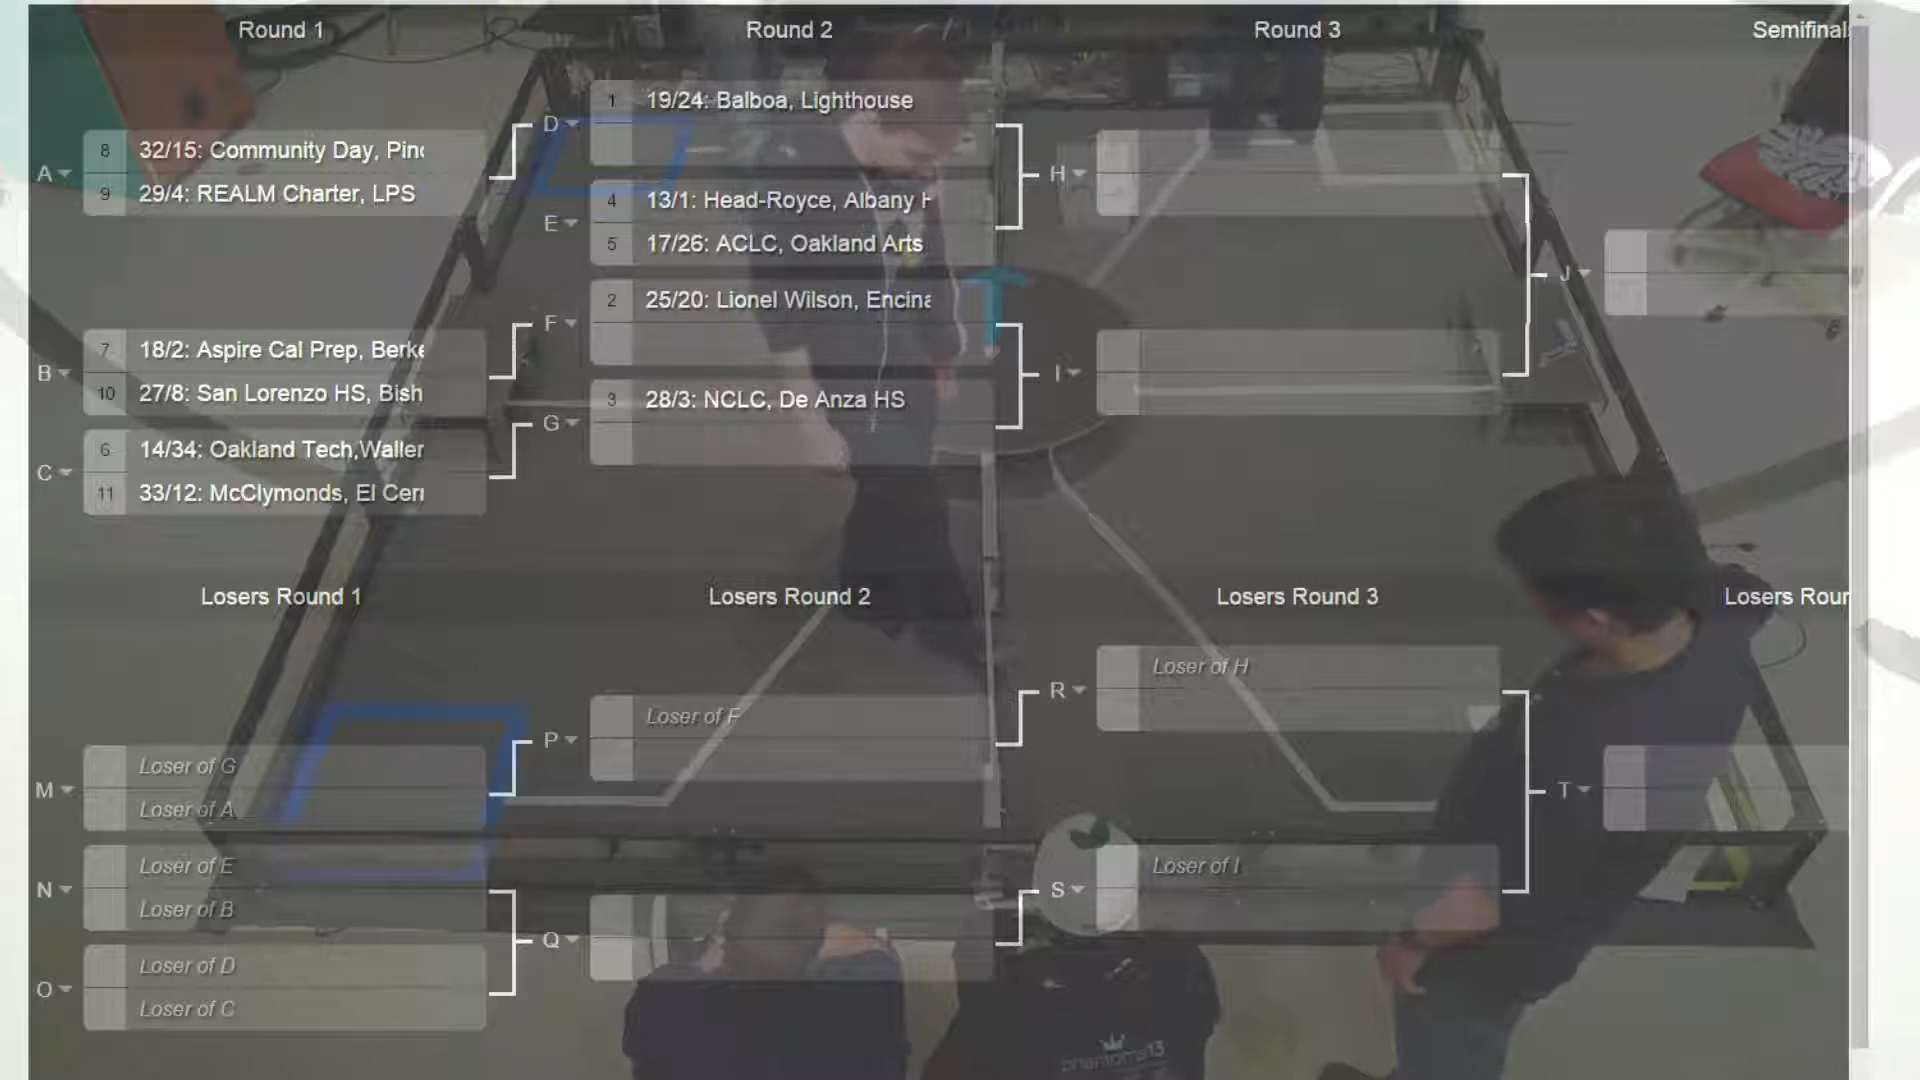 Round 1
Round 2
Round 3
Semifinals
A
8 32/15: Community Day, Pin
9 29/4: REALM Charter, LPS
B
7 18/2: Aspire Cal Prep, Berke
10 27/8: San Lorenzo HS, Bish
C
6 14/34: Oakland Tech,Waller
11 33/12: McClymonds, El Cerr
D
1 19/24: Balboa, Lighthouse
E
4 13/1: Head-Royce, Albany H
5 17/26: ACLC, Oakland Arts
F
2 25/20: Lionel Wilson, Encina
G
3 28/3: NCLC, De Anza HS
H
I
J
Losers Round 1
Losers Round 2
Losers Round 3
Losers Roun
M
Loser of G
Loser of A
N
Loser of E
Loser of B
O
Loser of D
Loser of C
P
Loser of F
Q
R
Loser of H
S
Loser of I
T
phantoms13